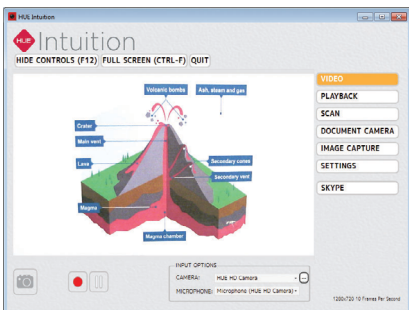 HUE Intuition
HUE Intuition
HIDE CONTROLS (F12) FULL SCREEN (CTRL-F) QUIT
VIDEO
PLAYBACK
SCAN
DOCUMENT CAMERA
IMAGE CAPTURE
SETTINGS
SKYPE
Volcanic bombs
Ash, steam and gas
Crater
Main vent
Lava
Secondary cones
Secondary vent
Magma
Magma chamber
INPUT OPTIONS
CAMERA: HUE HD Camera ...
MICROPHONE: Microphone (HUE HD Camera)
1280x720 10 Frames Per Second